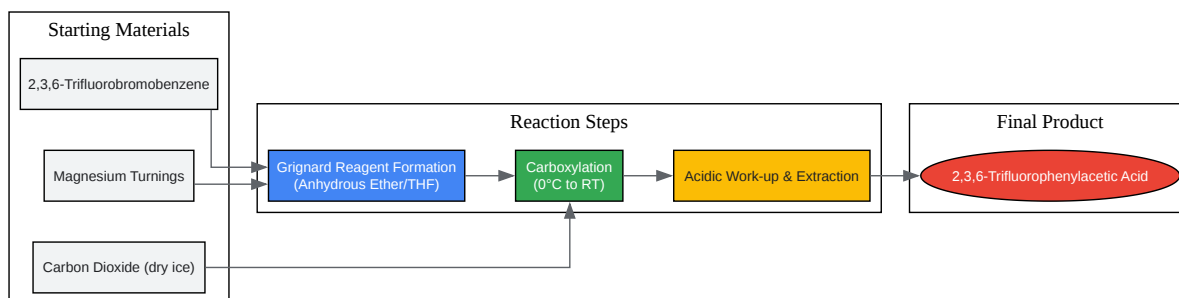 Starting Materials
2,3,6-Trifluorobromobenzene
Magnesium Turnings
Carbon Dioxide (dry ice)
Reaction Steps
Grignard Reagent Formation
(Anhydrous Ether/THF)
Carboxylation
(0°C to RT)
Acidic Work-up & Extraction
Final Product
2,3,6-Trifluorophenylacetic Acid